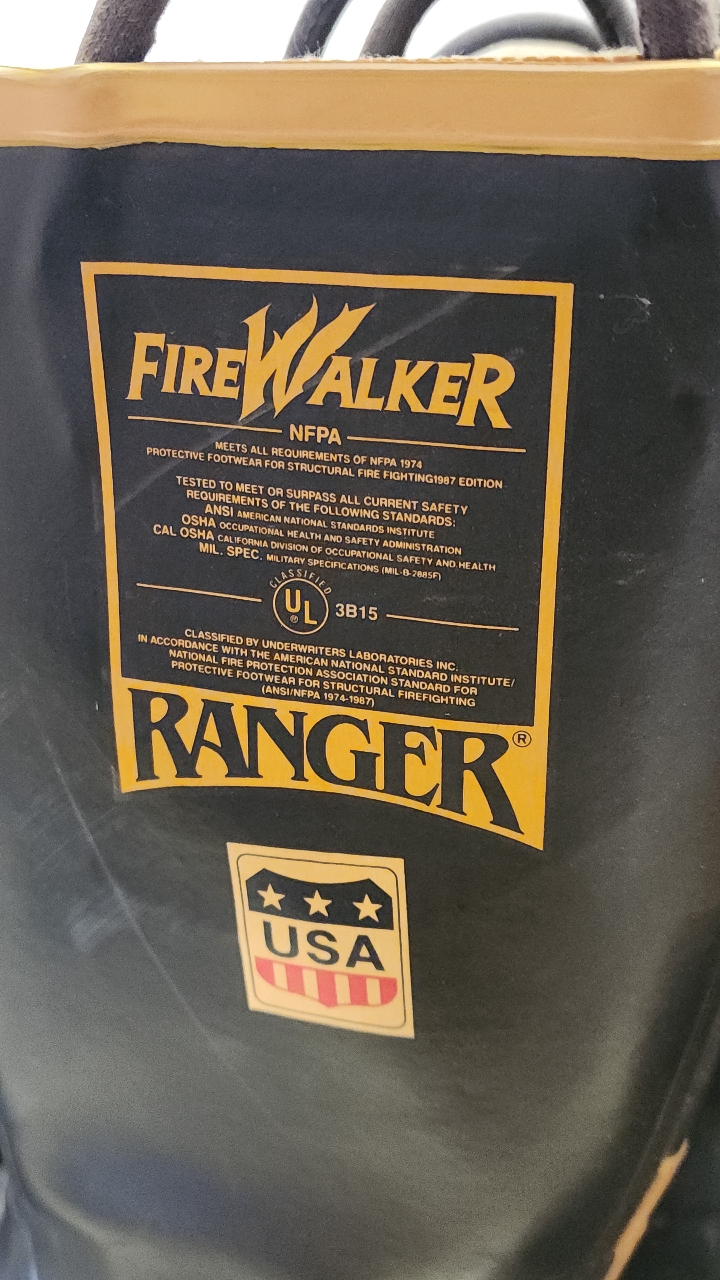 FIREWALKER
NFPA
MEETS ALL REQUIREMENTS OF NFPA 1974
PROTECTIVE FOOTWEAR FOR STRUCTURAL FIRE FIGHTING1987 EDITION
TESTED TO MEET OR SURPASS ALL CURRENT SAFETY
REQUIREMENTS OF THE FOLLOWING STANDARDS:
ANSI AMERICAN NATIONAL STANDARDS INSTITUTE
OSHA OCCUPATIONAL HEALTH AND SAFETY ADMINISTRATION
CAL OSHA CALIFORNIA DIVISION OF OCCUPATIONAL SAFETY AND HEALTH
MIL. SPEC. MILITARY SPECIFICATIONS (MIL-B-2885F)
CLASSIFIED
UL ® 3B15
CLASSIFIED BY UNDERWRITERS LABORATORIES INC.
IN ACCORDANCE WITH THE AMERICAN NATIONAL STANDARD INSTITUTE/
NATIONAL FIRE PROTECTION ASSOCIATION STANDARD FOR
PROTECTIVE FOOTWEAR FOR STRUCTURAL FIREFIGHTING
(ANSI/NFPA 1974-1987)
RANGER®
USA